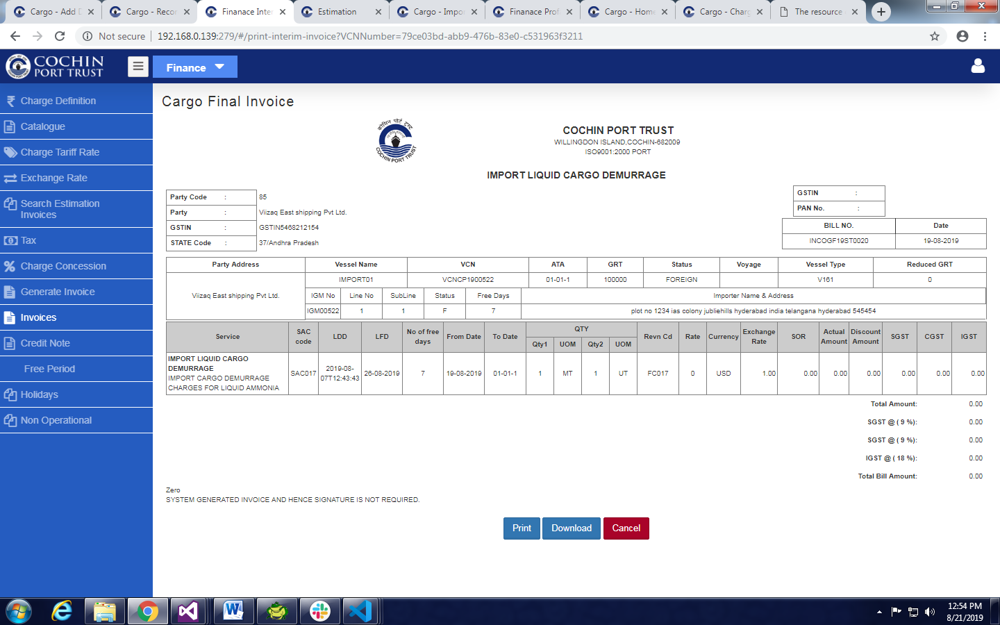 Cargo - Add D
Cargo - Recor
Finanace Inter
Estimation
Cargo - Impor
Finanace Prof
Cargo - Home
Cargo - Charg
The resource
Not secure
192.168.0.139:279/#/print-interim-invoice?VCNNumber=79ce03bd-abb9-476b-83e0-c531963f3211
COCHIN
PORT TRUST
Finance
Charge Definition
Catalogue
Charge Tariff Rate
Exchange Rate
Search Estimation
Invoices
Tax
Charge Concession
Generate Invoice
Invoices
Credit Note
Free Period
Holidays
Non Operational
Cargo Final Invoice
कोचिन पोर्ट ट्रस्ट
COCHIN PORT TRUST
COCHIN PORT TRUST
WILLINGDON ISLAND,COCHIN-682009
ISO9001:2000 PORT
IMPORT LIQUID CARGO DEMURRAGE
Party Code : 85
Party : Viizaq East shipping Pvt Ltd.
GSTIN : GSTIN5468212154
STATE Code : 37/Andhra Pradesh
GSTIN :
PAN No. :
BILL NO. Date
INCOGF19ST0020 19-08-2019
Party Address Vessel Name VCN ATA GRT Status Voyage Vessel Type Reduced GRT
IMPORT01 VCNCP1900522 01-01-1 100000 FOREIGN V161 0
Viizaq East shipping Pvt Ltd.
IGM No Line No SubLine Status Free Days Importer Name & Address
IGM00522 1 1 F 7 plot no 1234 ias colony jubliehills hyderabad india telangana hyderabad 545454
Service SAC code LDD LFD No of free days From Date To Date QTY Revn Cd Rate Currency Exchange Rate SOR Actual Amount Discount Amount SGST CGST IGST
Qty1 UOM Qty2 UOM
IMPORT LIQUID CARGO
DEMURRAGE
IMPORT CARGO DEMURRAGE
CHARGES FOR LIQUID AMMONIA
SAC017 2019-08-07T12:43:43 26-08-2019 7 19-08-2019 01-01-1 1 MT 1 UT FC017 0 USD 1.00 0.00 0.00 0.00 0.00 0.00 0.00
Total Amount: 0.00
SGST @ ( 9 %): 0.00
SGST @ ( 9 %): 0.00
IGST @ ( 18 %): 0.00
Total Bill Amount: 0.00
Zero
SYSTEM GENERATED INVOICE AND HENCE SIGNATURE IS NOT REQUIRED.
Print
Download
Cancel
12:54 PM
8/21/2019